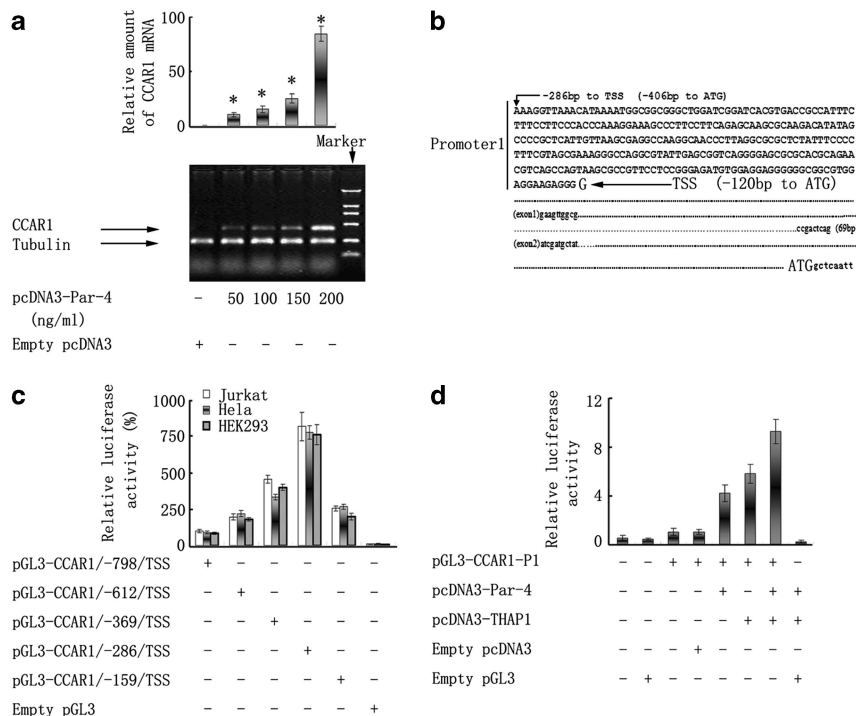 a
Relative amount of CCAR1 mRNA
100
50
0
* * * *
Marker
CCAR1
Tubulin
pcDNA3-Par-4 (ng/ml) − 50 100 150 200
Empty pcDNA3 + − − − −
b
-286bp to TSS (-406bp to ATG)
Promoter1
AAAGGTTAAACATAAAATGGCGGCGGGCTGGATCGGATCACGTGACCGCCATTTC
TTTCCTTCCCACCCAAAGGAAAGCCCTTCCTTCAGAGCAAGCGCAAGACATATAG
CCCCCGCTCATTGTTAAGCGAGGCCAAGGCAACCCTTAGGCTCGCTATTTTCCCC
TTTCGTAGCGAAAGGGCCAGGCGTATTGAGCGGTCAGGGGTAGCGGCACGCAGAA
CGTCAGCCAGTAAGCGCCGTTCCTCCGGGAGATGTGGAGGAGGGGGGCGGCGTGG
AGGAAGAGGG G TSS (-120bp to ATG)
(exon1)gaagttggcg
ccgactcag (69bp
(exon2)atcgatgctat
ATGgctcaatt
c
Relative luciferase activity (%)
1000
750
500
250
0
Jurkat
Hela
HEK293
pGL3-CCAR1/-798/TSS + − − − − −
pGL3-CCAR1/-612/TSS − + − − − −
pGL3-CCAR1/-369/TSS − − + − − −
pGL3-CCAR1/-286/TSS − − − + − −
pGL3-CCAR1/-159/TSS − − − − + −
Empty pGL3 − − − − − +
d
Relative luciferase activity
12
8
4
0
pGL3-CCAR1-P1 − − + + + + + −
pcDNA3-Par-4 − − − − + − + +
pcDNA3-THAP1 − − − − − + + +
Empty pcDNA3 − − − + − − − −
Empty pGL3 − + − − − − − +